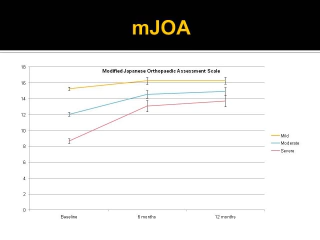 mJOA
Modified Japanese Orthopaedic Assessment Scale
18
16
14
12
10
8
6
4
2
0
Baseline
6 months
12 months
Mild
Moderate
Severe